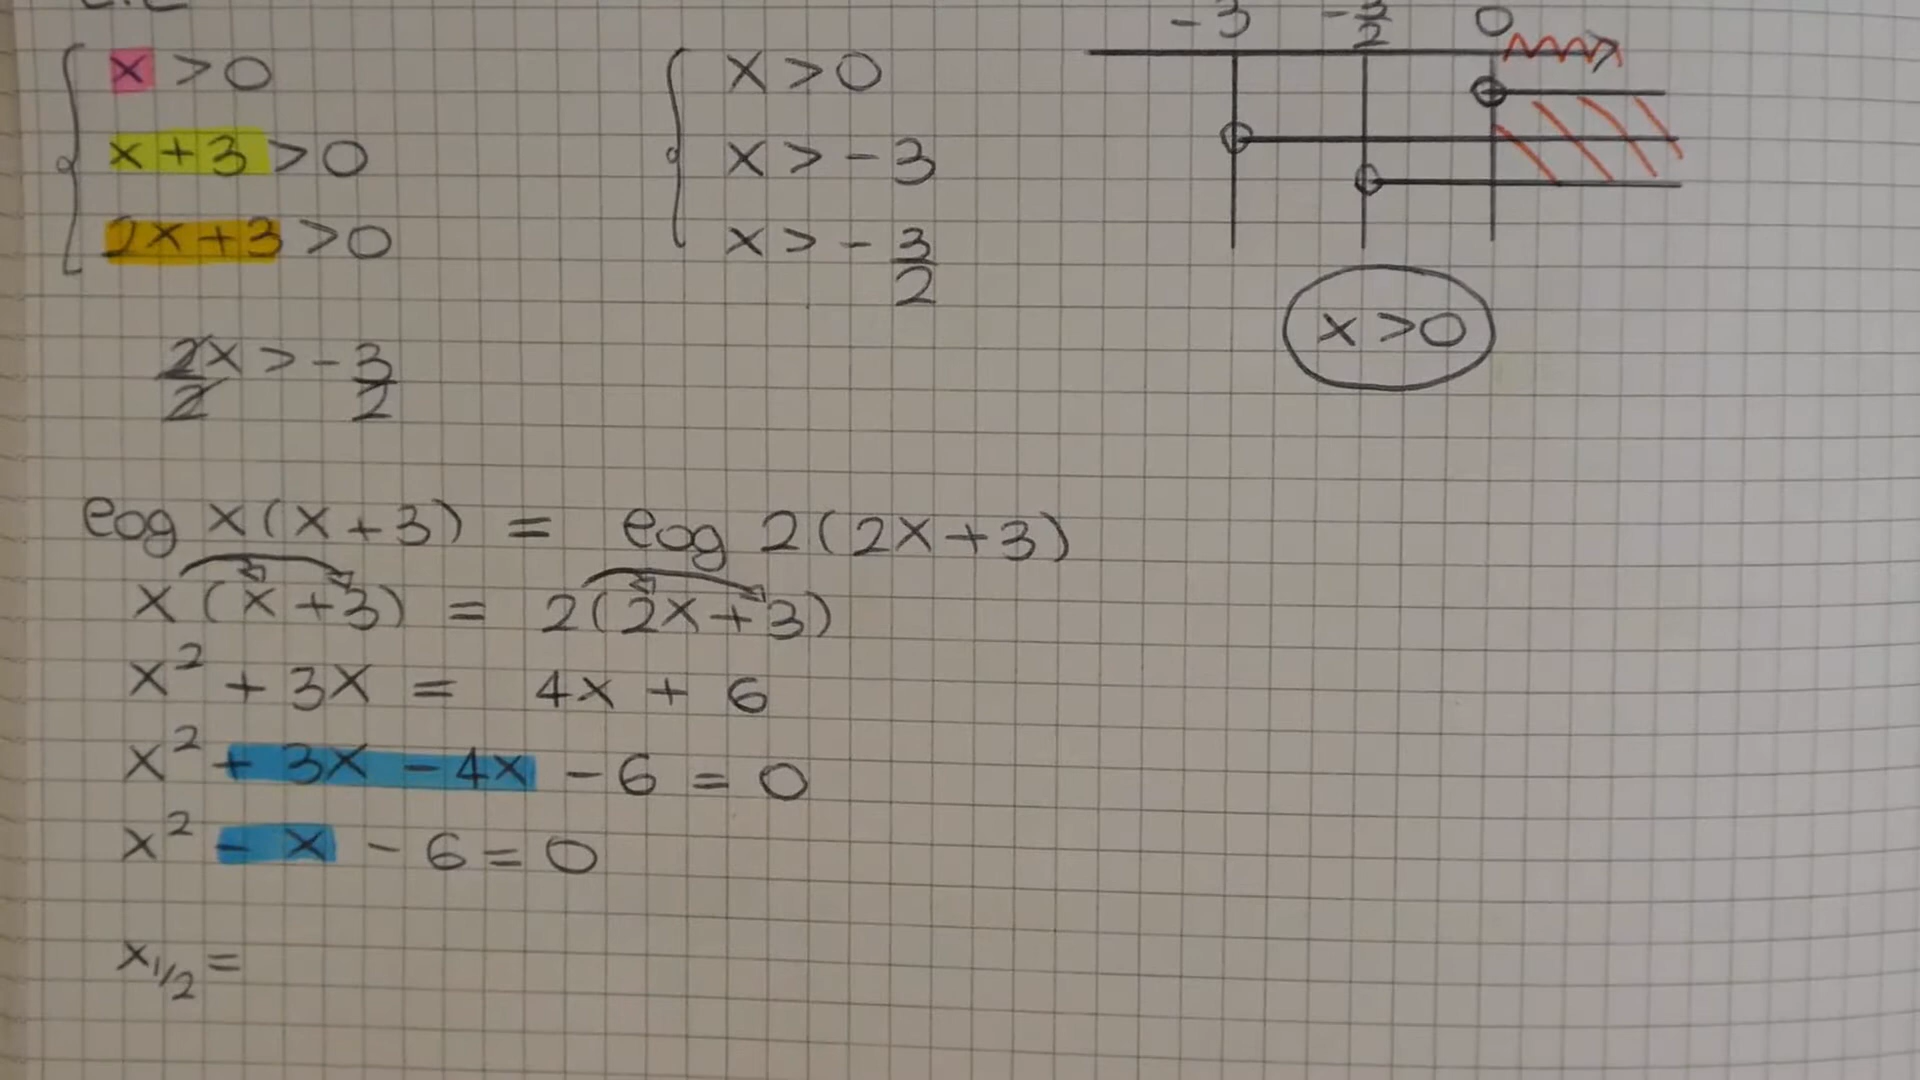 x > 0
x + 3 > 0
2x + 3 > 0
2x/2 > - 3/2
x > 0
x > - 3
x > - 3/2
- 3 - 3/2 0
x > 0
log x(x + 3) = log 2(2x + 3)
x(x + 3) = 2(2x + 3)
x² + 3x = 4x + 6
x² + 3x - 4x - 6 = 0
x² - x - 6 = 0
x₁/₂ =